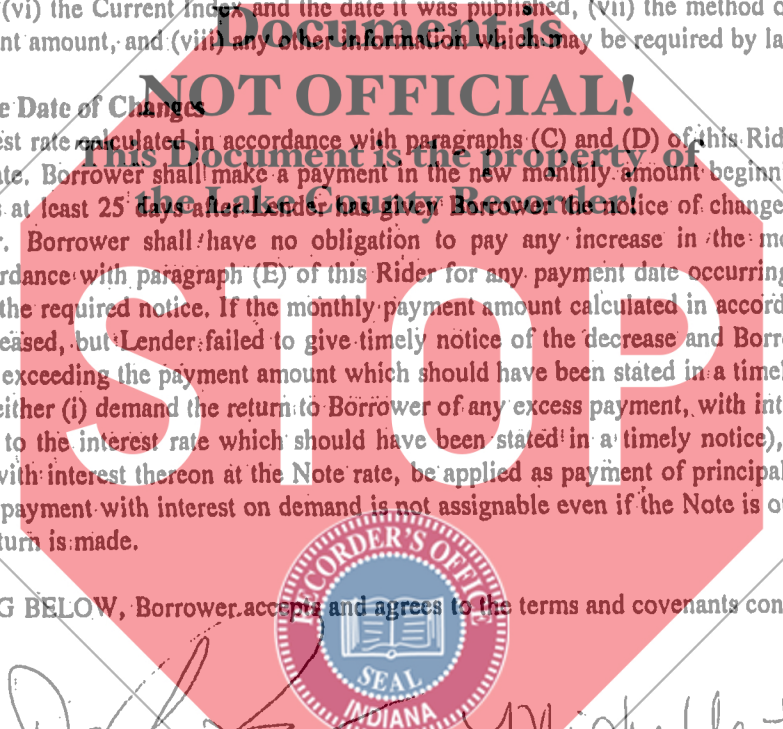 (vi) the Current Index and the date it was published, (vii) the method o
Document is
nt amount, and (viii) any other information which may be required by la
NOT OFFICIAL!
e Date of Changes
est rate calculated in accordance with paragraphs (C) and (D) of this Rid
This Document is the property of
ate. Borrower shall make a payment in the new monthly amount beginn
the Lake County Recorder!
s at least 25 days after Lender has given Borrower the notice of change
r. Borrower shall have no obligation to pay any increase in the m
rdance with paragraph (E) of this Rider for any payment date occurring
the required notice. If the monthly payment amount calculated in accord
eased, but Lender failed to give timely notice of the decrease and Borr
exceeding the payment amount which should have been stated in a timel
either (i) demand the return to Borrower of any excess payment, with int
to the interest rate which should have been stated in a timely notice),
with interest thereon at the Note rate, be applied as payment of principal
payment with interest on demand is not assignable even if the Note is o
turn is made.
STOP
G BELOW, Borrower accepts and agrees to the terms and covenants con
RECORDER'S OFFICE
SEAL
INDIANA